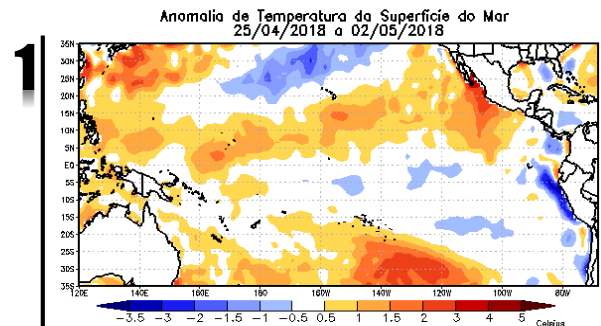 Anomalia de Temperatura da Superfície do Mar
25/04/2018 a 02/05/2018
1
35N
30N
25N
20N
15N
10N
5N
EQ
5S
10S
15S
20S
25S
30S
35S
120E 140E 160E 180 160W 140W 120W 100W 80W
-3.5 -3 -2 -1.5 -1 -0.5 0.5 1 1.5 2 3 4 5
Celsius